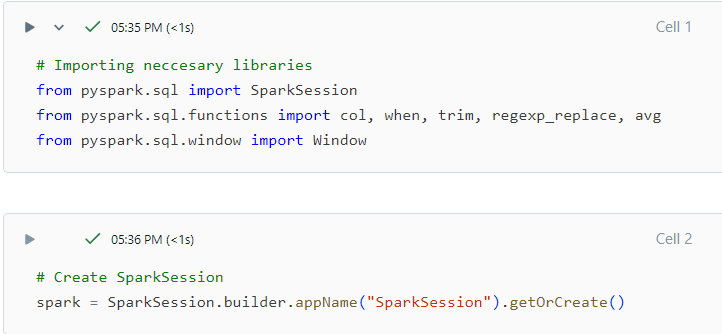 05:35 PM (<1s) Cell 1
# Importing neccesary libraries
from pyspark.sql import SparkSession
from pyspark.sql.functions import col, when, trim, regexp_replace, avg
from pyspark.sql.window import Window
05:36 PM (<1s) Cell 2
# Create SparkSession
spark = SparkSession.builder.appName("SparkSession").getOrCreate()